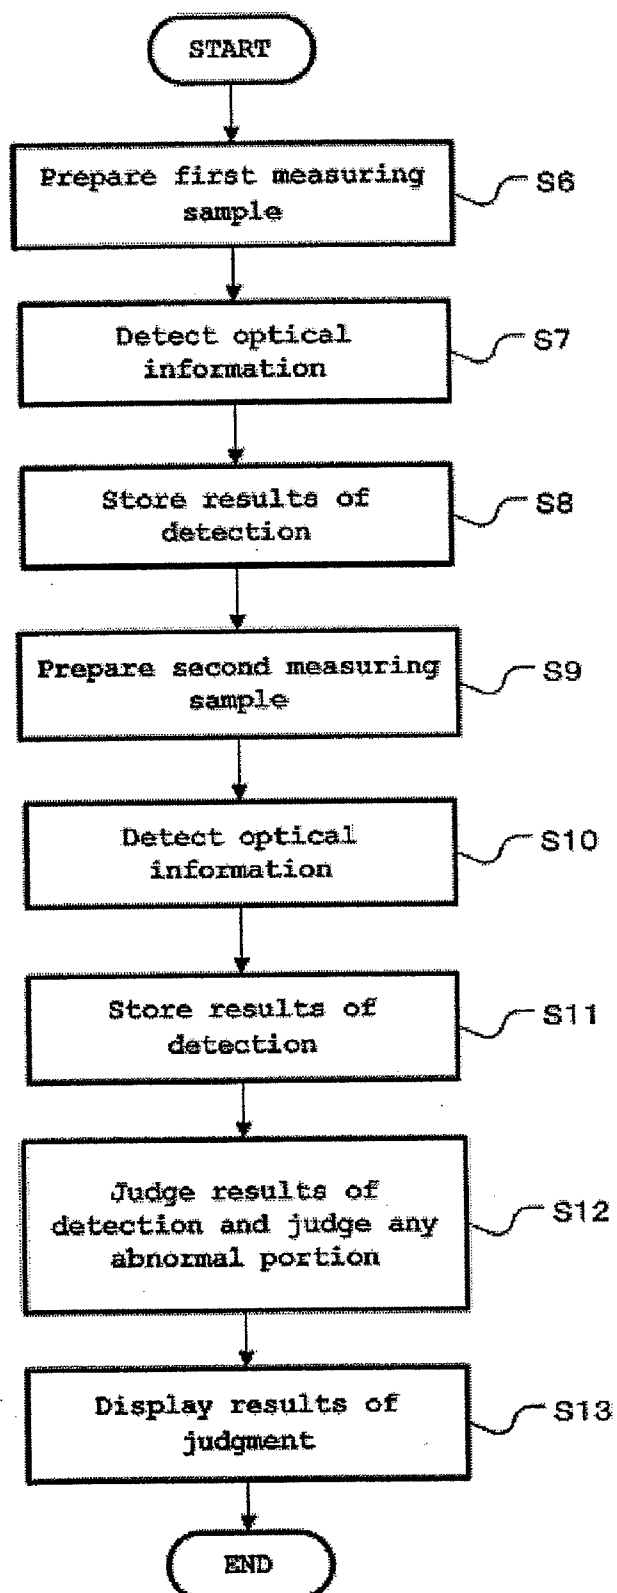 START
Prepare first measuring
sample
S6
Detect optical
information
S7
Store results of
detection
S8
Prepare second measuring
sample
S9
Detect optical
information
S10
Store results of
detection
S11
Judge results of
detection and judge any
abnormal portion
S12
Display results of
judgment
S13
END